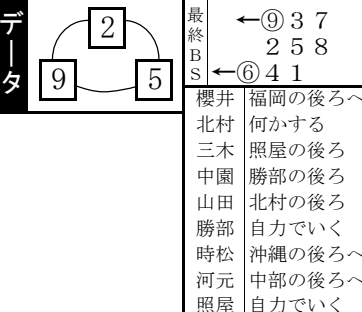 データ
2
9 5
最終BS
←⑨37
258
←⑥41
櫻井 福岡の後ろへ
北村 何かする
三木 照屋の後ろ
中園 勝部の後ろ
山田 北村の後ろ
勝部 自力でいく
時松 沖縄の後ろへ
河元 中部の後ろへ
照屋 自力でいく